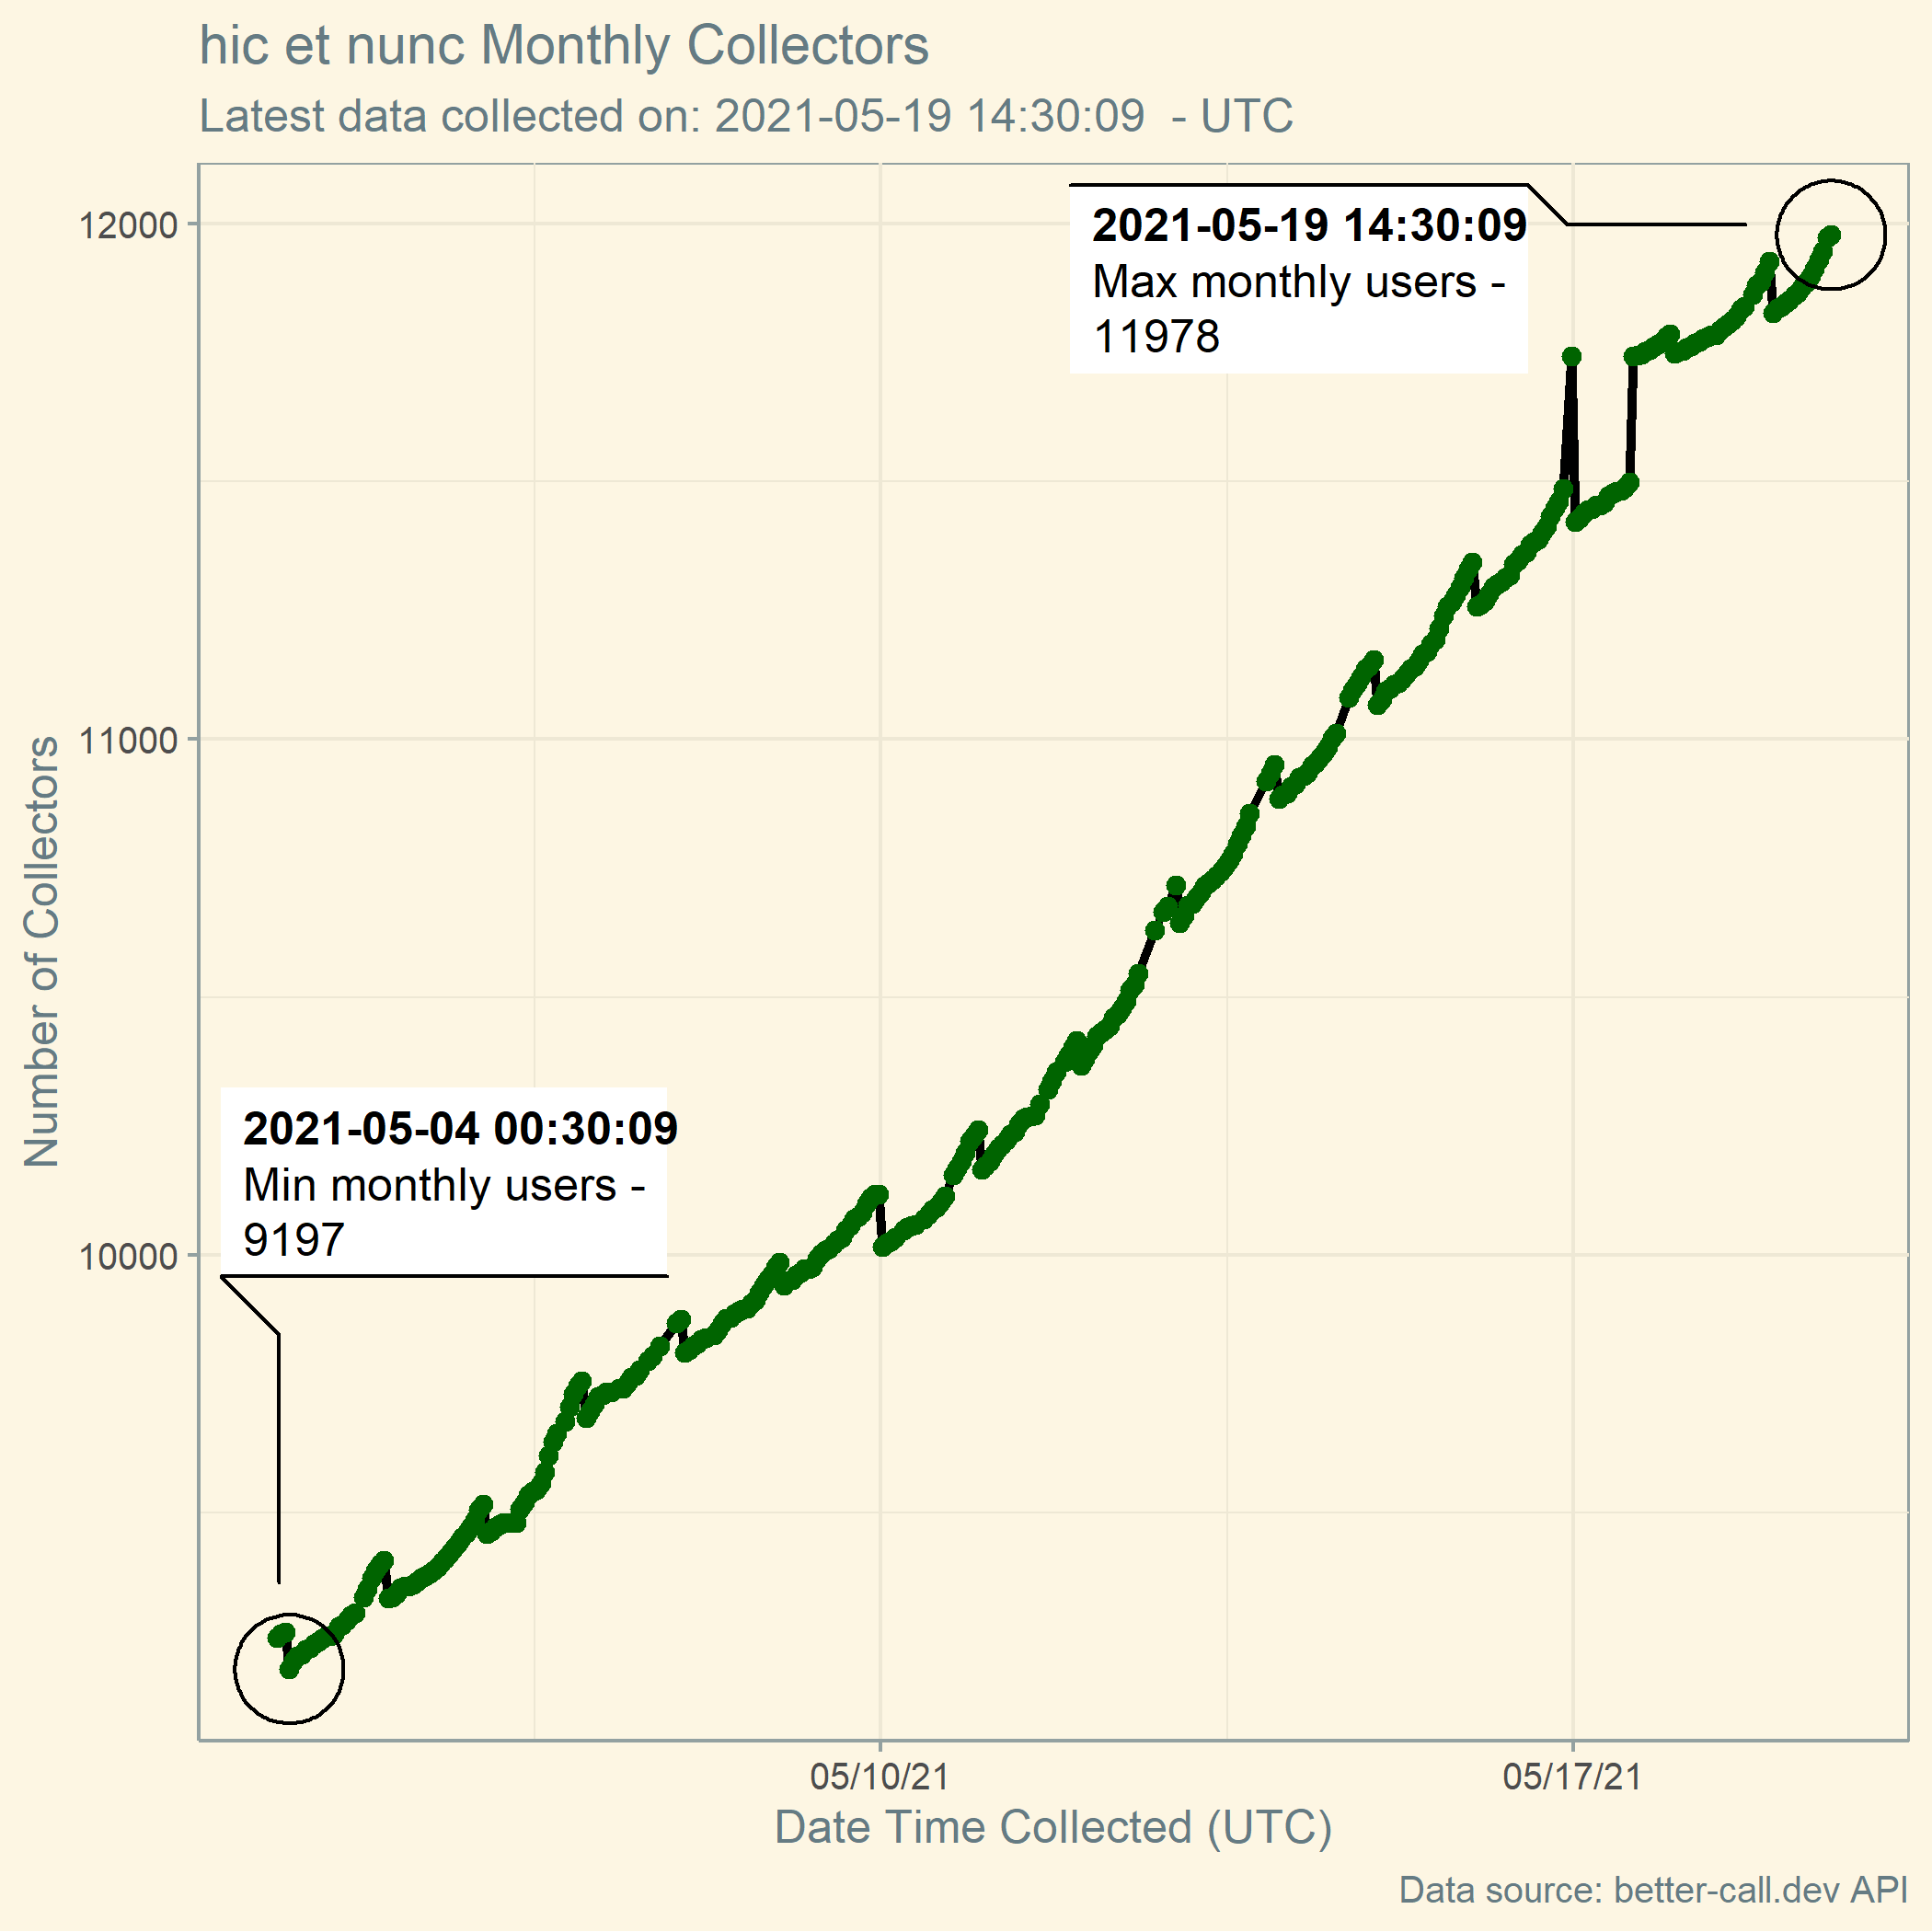 hic et nunc Monthly Collectors
Latest data collected on: 2021-05-19 14:30:09  - UTC
12000
11000
10000
Number of Collectors
2021-05-19 14:30:09
Max monthly users -
11978
2021-05-04 00:30:09
Min monthly users -
9197
05/10/21
05/17/21
Date Time Collected (UTC)
Data source: better-call.dev API